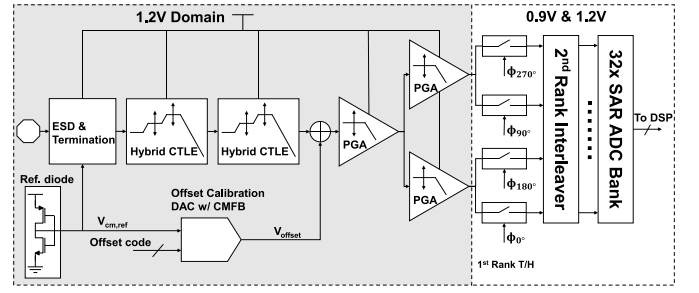 1.2V Domain
0.9V & 1.2V
ESD &
Termination
Hybrid CTLE
Hybrid CTLE
PGA
PGA
PGA
Φ270°
Φ90°
Φ180°
Φ0°
1st Rank T/H
2nd Rank Interleaver
32x SAR ADC Bank
To DSP
Ref. diode
Vcm,ref
Offset code
Offset Calibration
DAC w/ CMFB
Voffset